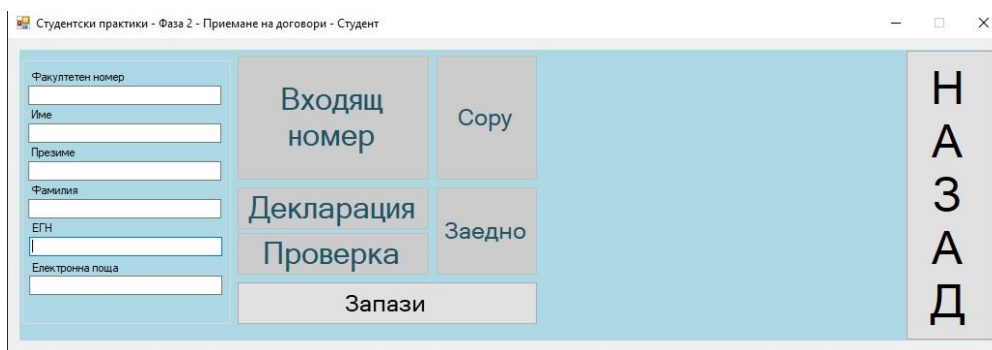 Студентски практики - Фаза 2 - Приемане на договори - Студент
Факултетен номер
Име
Презиме
Фамилия
ЕГН
Електронна поща
Входящ
номер
Copy
Декларация
Проверка
Заедно
Запази
Н
А
З
А
Д